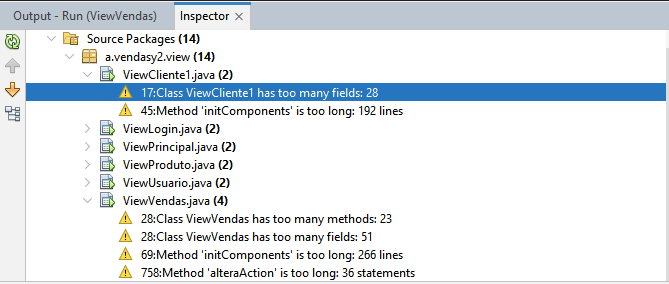 Output - Run (ViewVendas)
Inspector
Source Packages (14)
a.vendasy2.view (14)
ViewCliente1.java (2)
17:Class ViewCliente1 has too many fields: 28
45:Method 'initComponents' is too long: 192 lines
ViewLogin.java (2)
ViewPrincipal.java (2)
ViewProduto.java (2)
ViewUsuario.java (2)
ViewVendas.java (4)
28:Class ViewVendas has too many methods: 23
28:Class ViewVendas has too many fields: 51
69:Method 'initComponents' is too long: 266 lines
758:Method 'alteraAction' is too long: 36 statements